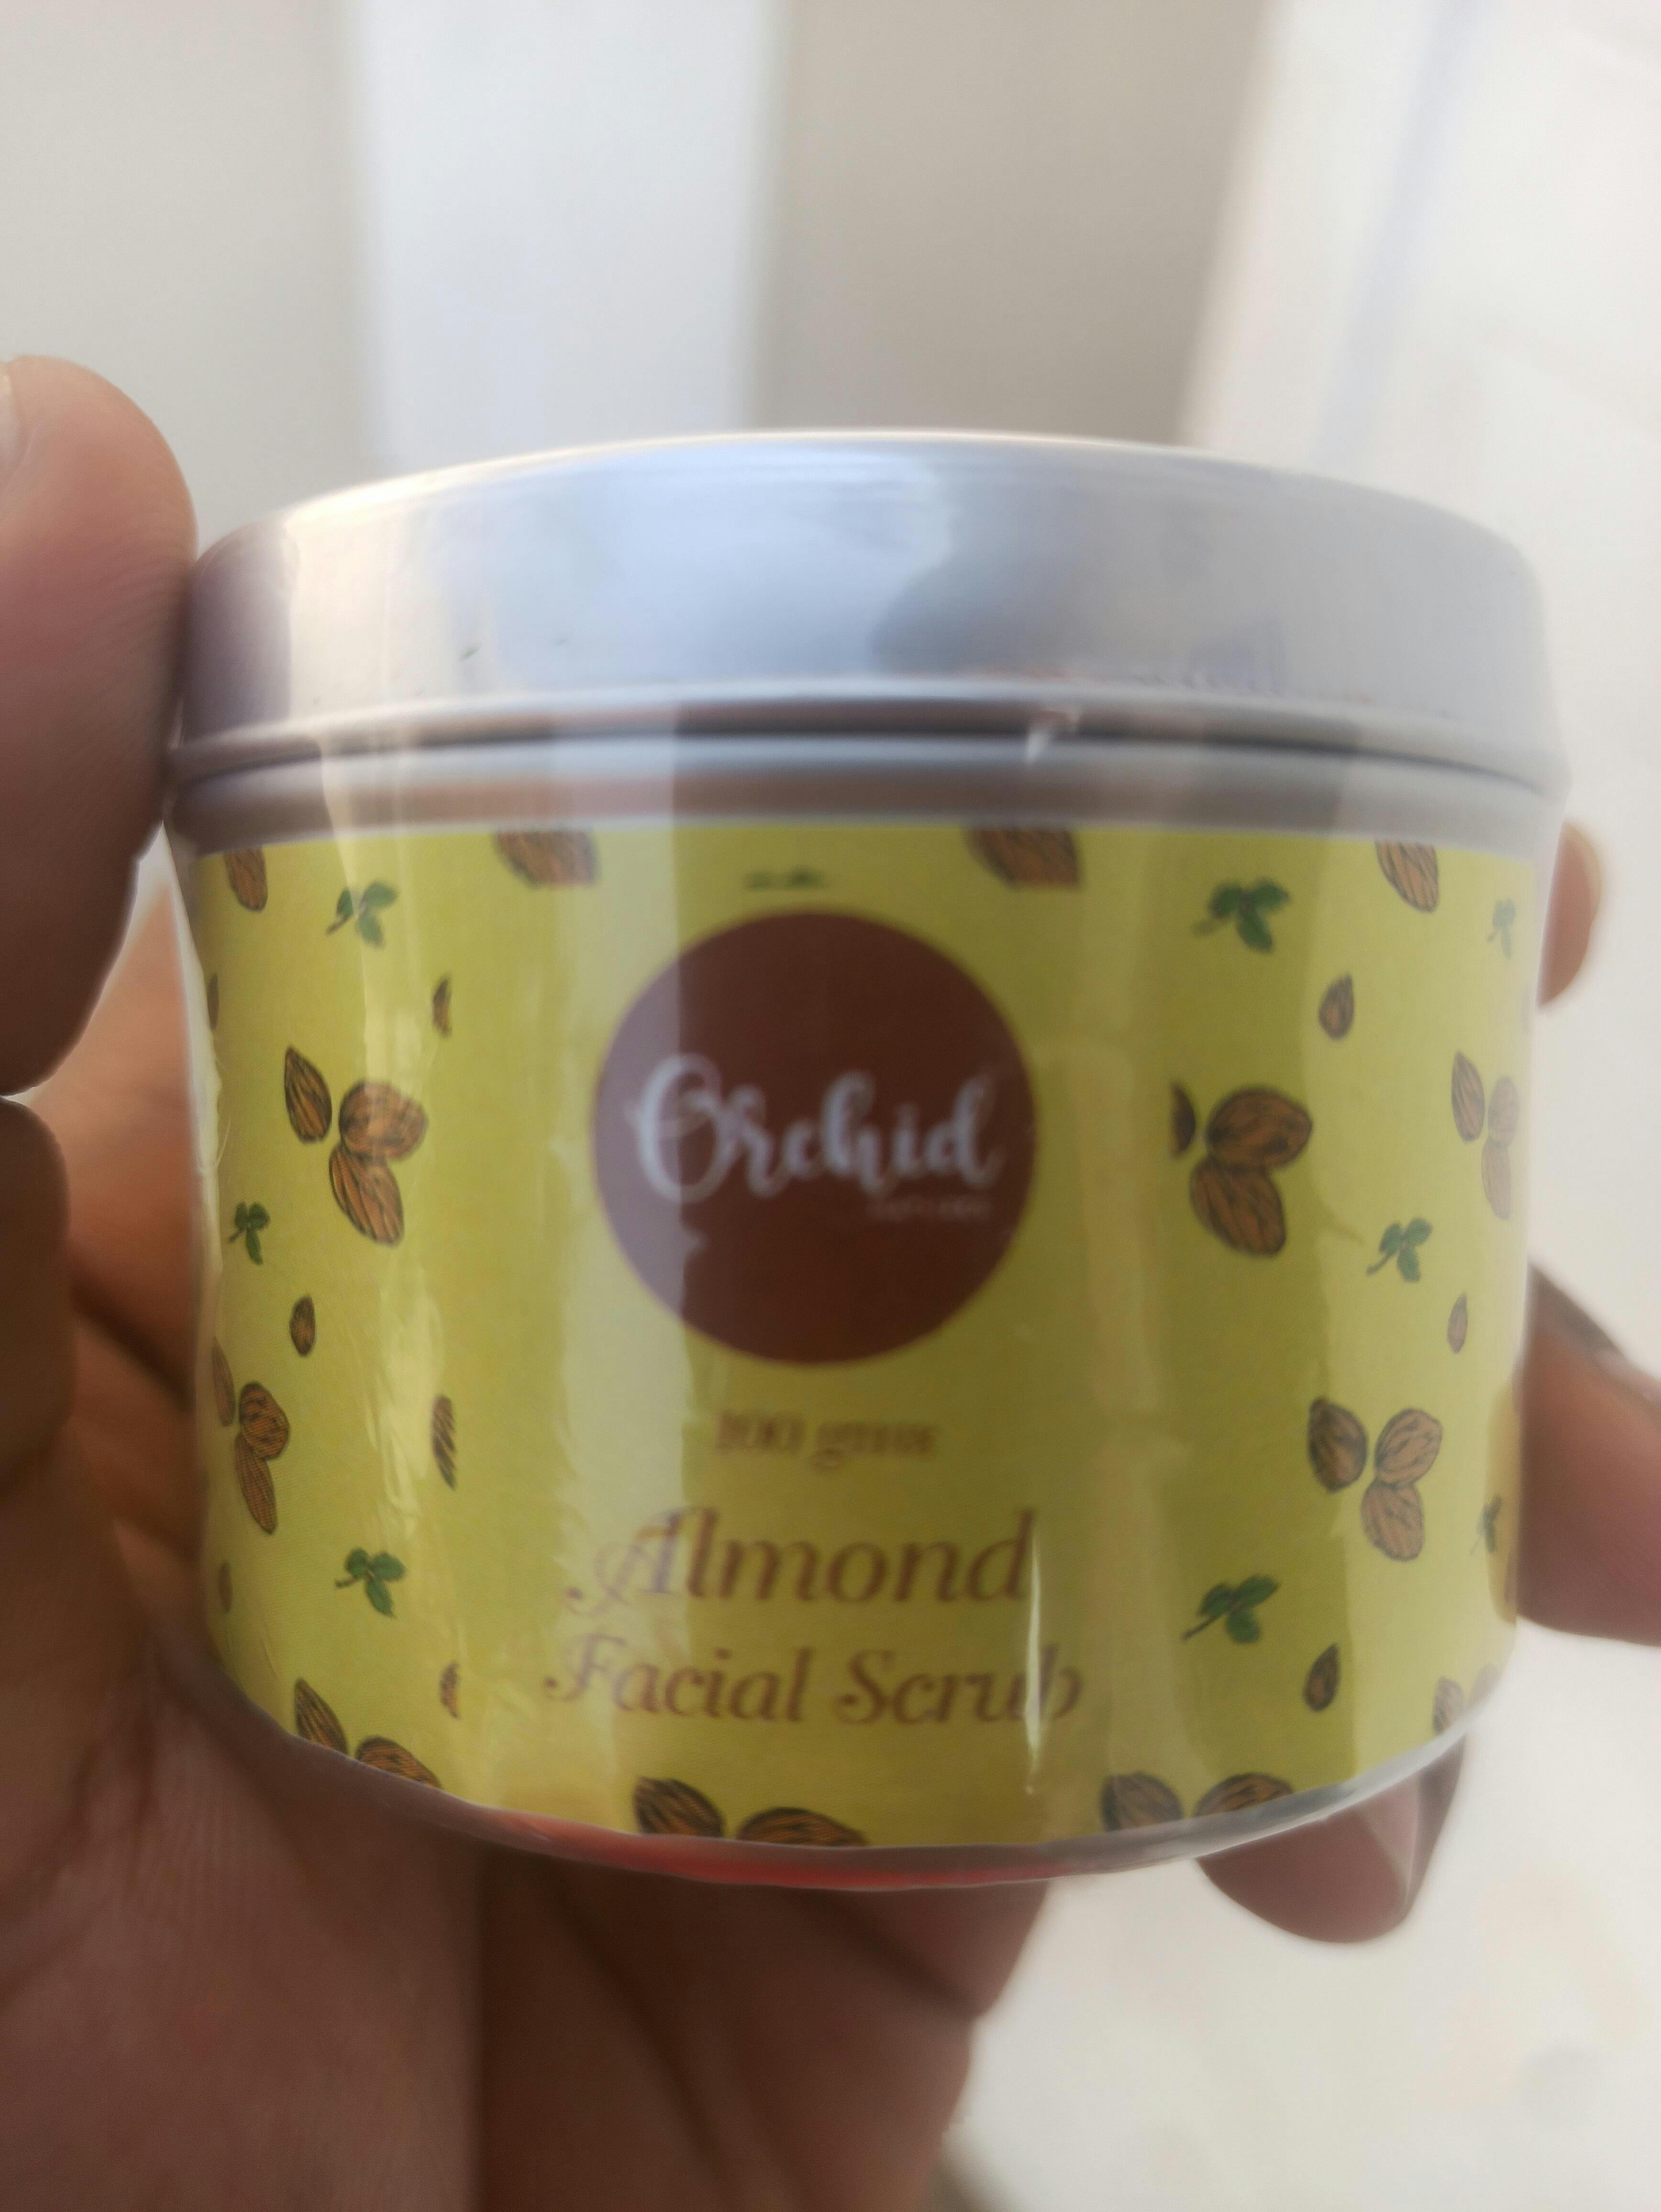 Orchid
100 gms
Almond
Facial Scrub